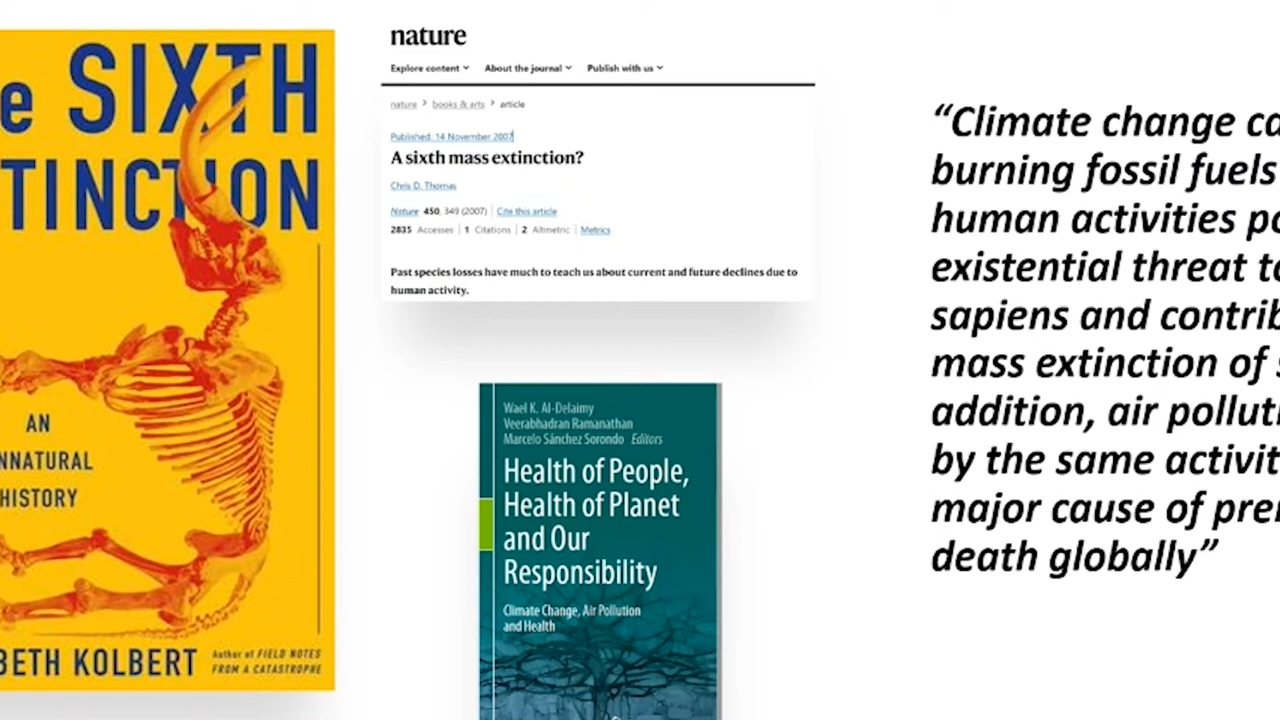 e SIXTH
TINCTION
AN
NNATURAL
HISTORY
BETH KOLBERT
Author of FIELD NOTES
FROM A CATASTROPHE
nature
Explore content
About the journal
Publish with us
nature > books & arts > article
Published: 14 November 2007
A sixth mass extinction?
Chris D. Thomas
Nature 450, 349 (2007) | Cite this article
2835 Accesses | 1 Citations | 2 Altmetric | Metrics
Past species losses have much to teach us about current and future declines due to
human activity.
Wael K. Al-Delaimy
Veerabhadran Ramanathan
Marcelo Sánchez Sorondo Editors
Health of People,
Health of Planet
and Our
Responsibility
Climate Change, Air Pollution
and Health
“Climate change ca
burning fossil fuels
human activities po
existential threat to
sapiens and contrib
mass extinction of s
addition, air polluti
by the same activit
major cause of prem
death globally”